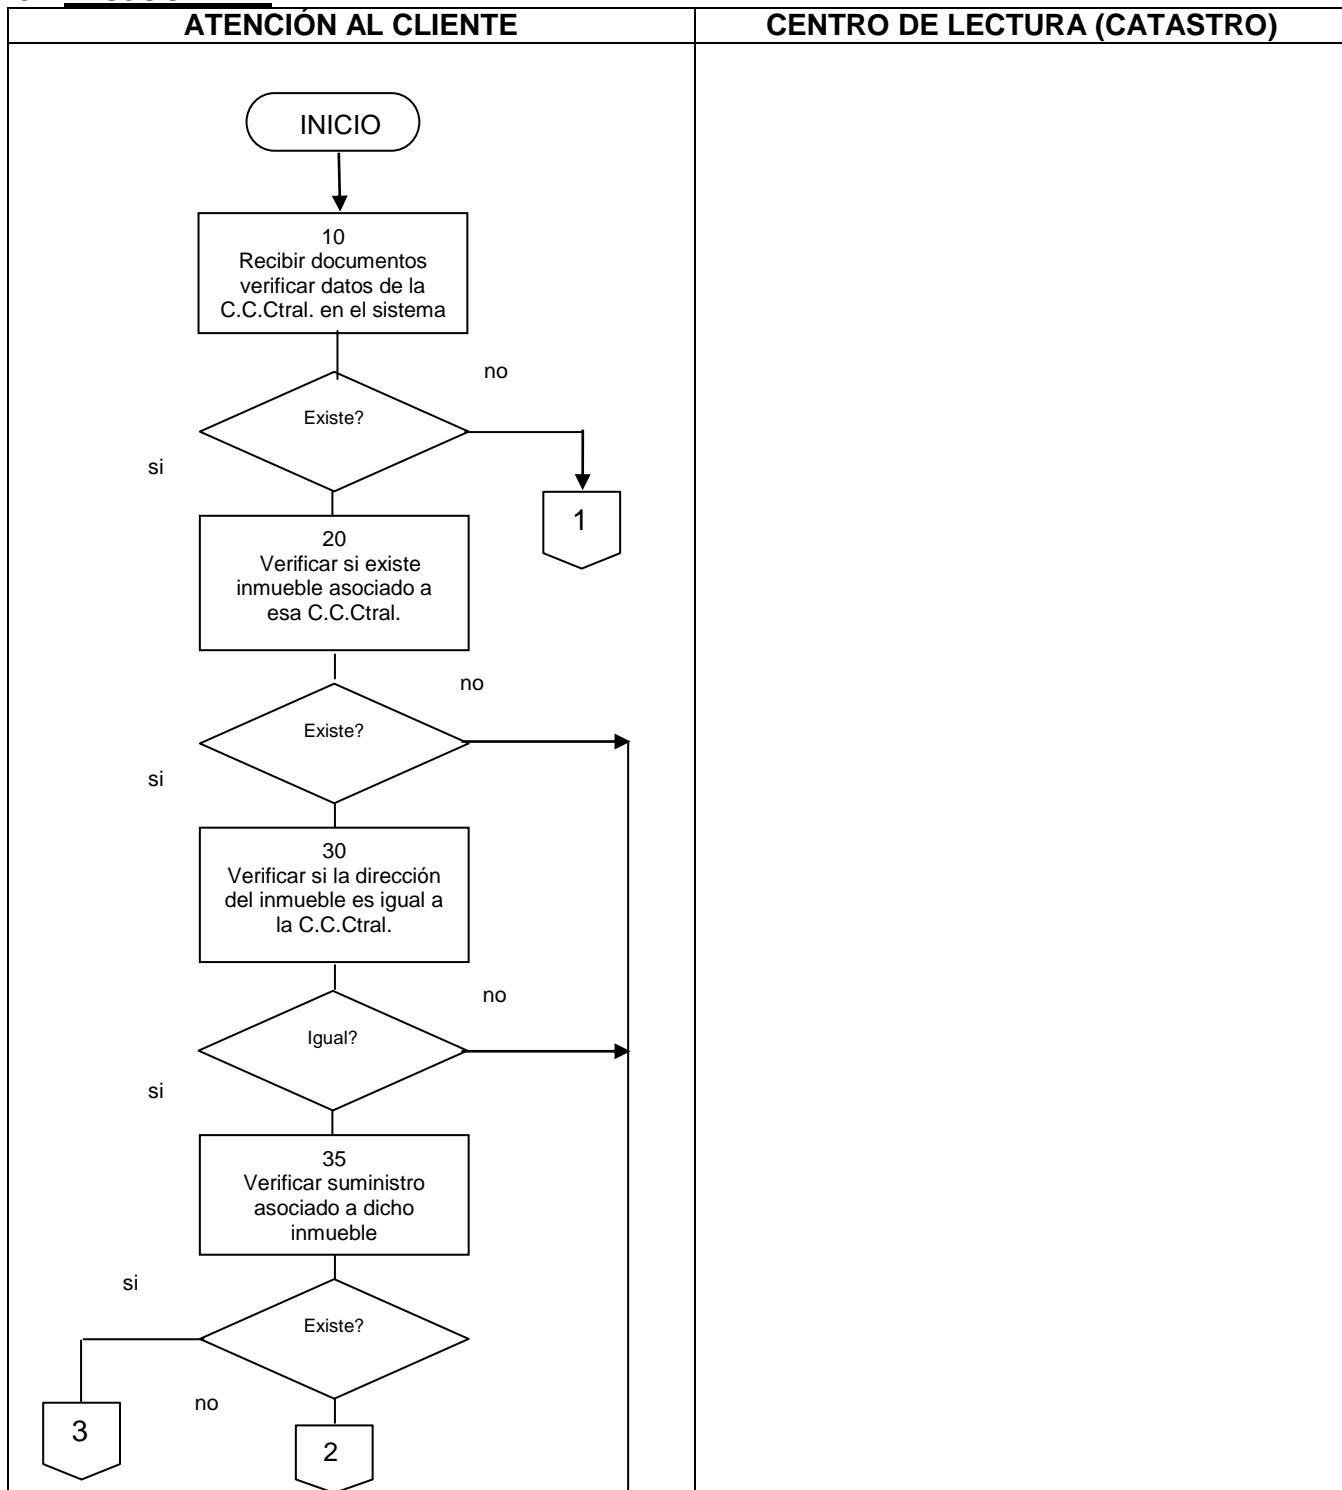 ATENCIÓN AL CLIENTE
CENTRO DE LECTURA (CATASTRO)
INICIO
10
Recibir documentos
verificar datos de la
C.C.Ctral. en el sistema
no
Existe?
si
1
20
Verificar si existe
inmueble asociado a
esa C.C.Ctral.
no
Existe?
si
30
Verificar si la dirección
del inmueble es igual a
la C.C.Ctral.
no
Igual?
si
35
Verificar suministro
asociado a dicho
inmueble
si
Existe?
no
3
2